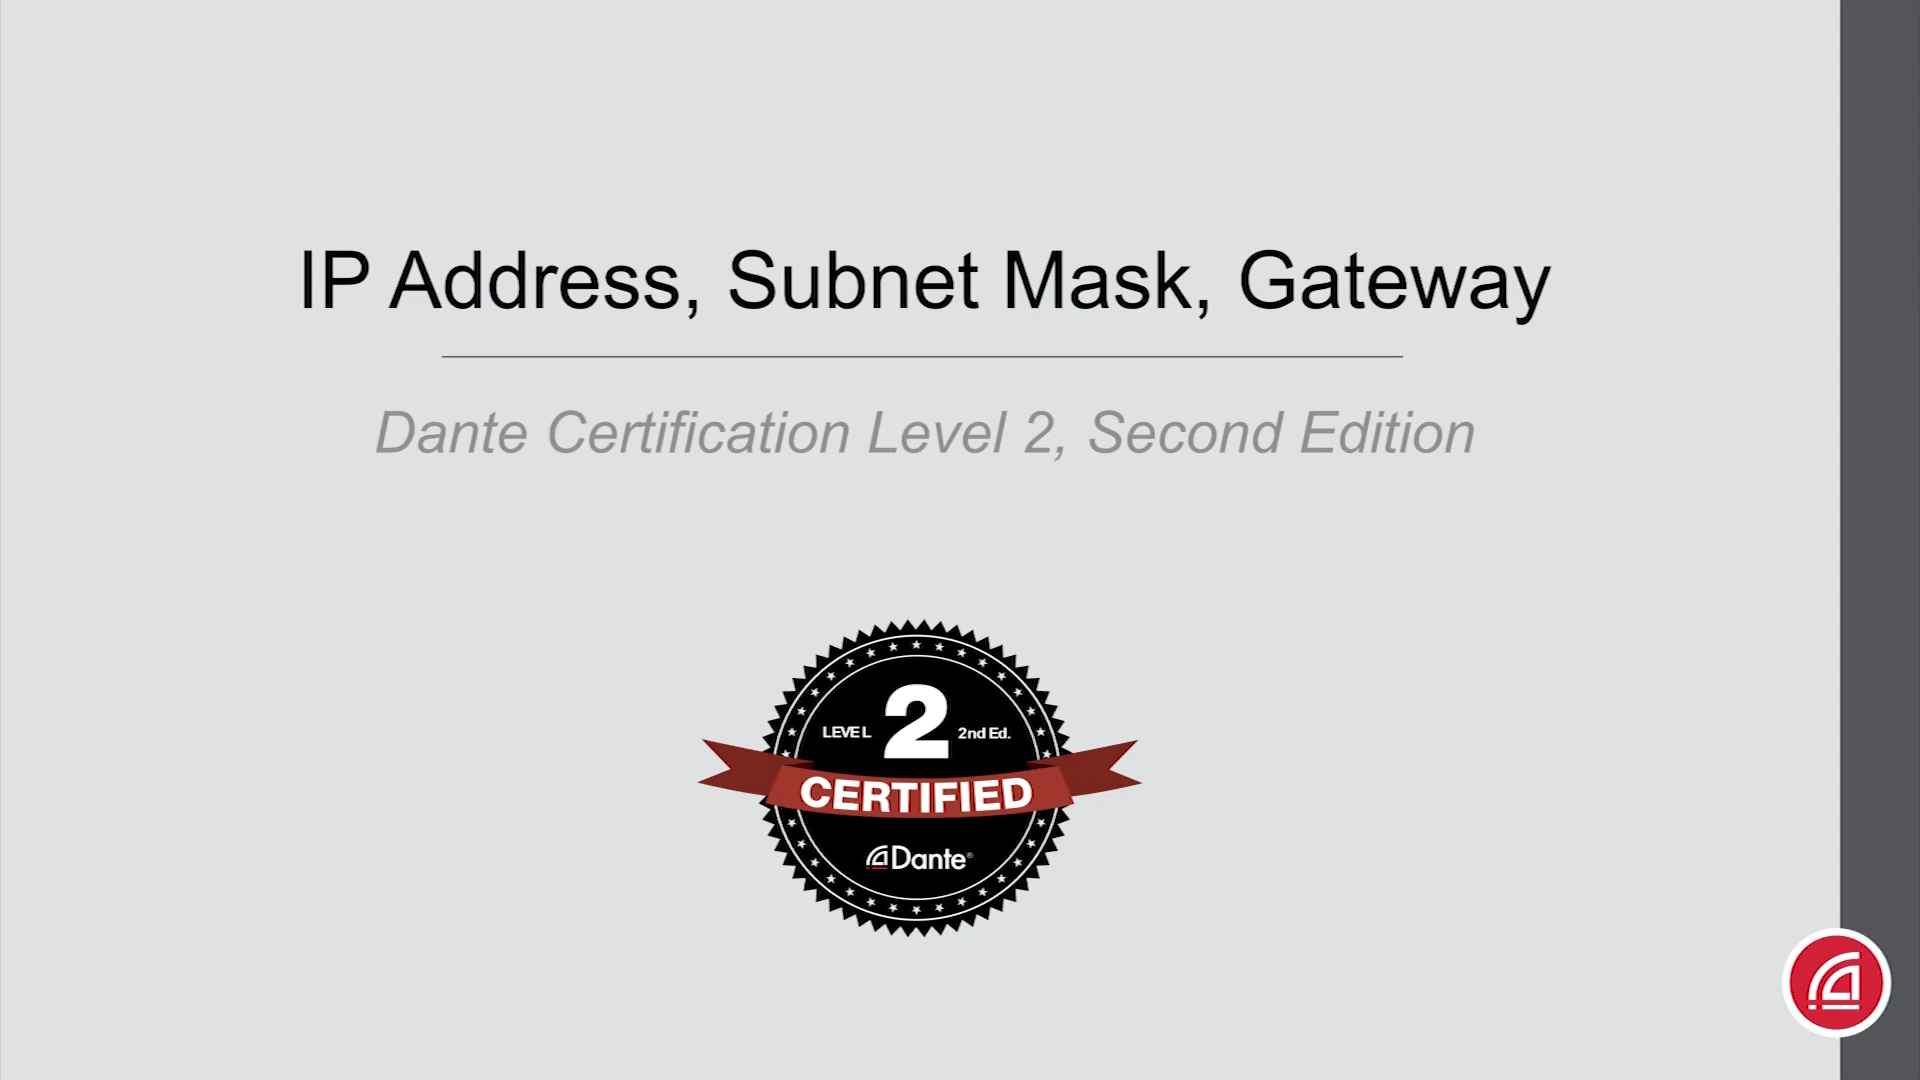 IP Address, Subnet Mask, Gateway
Dante Certification Level 2, Second Edition
LEVEL 2 2nd Ed.
CERTIFIED
Dante®